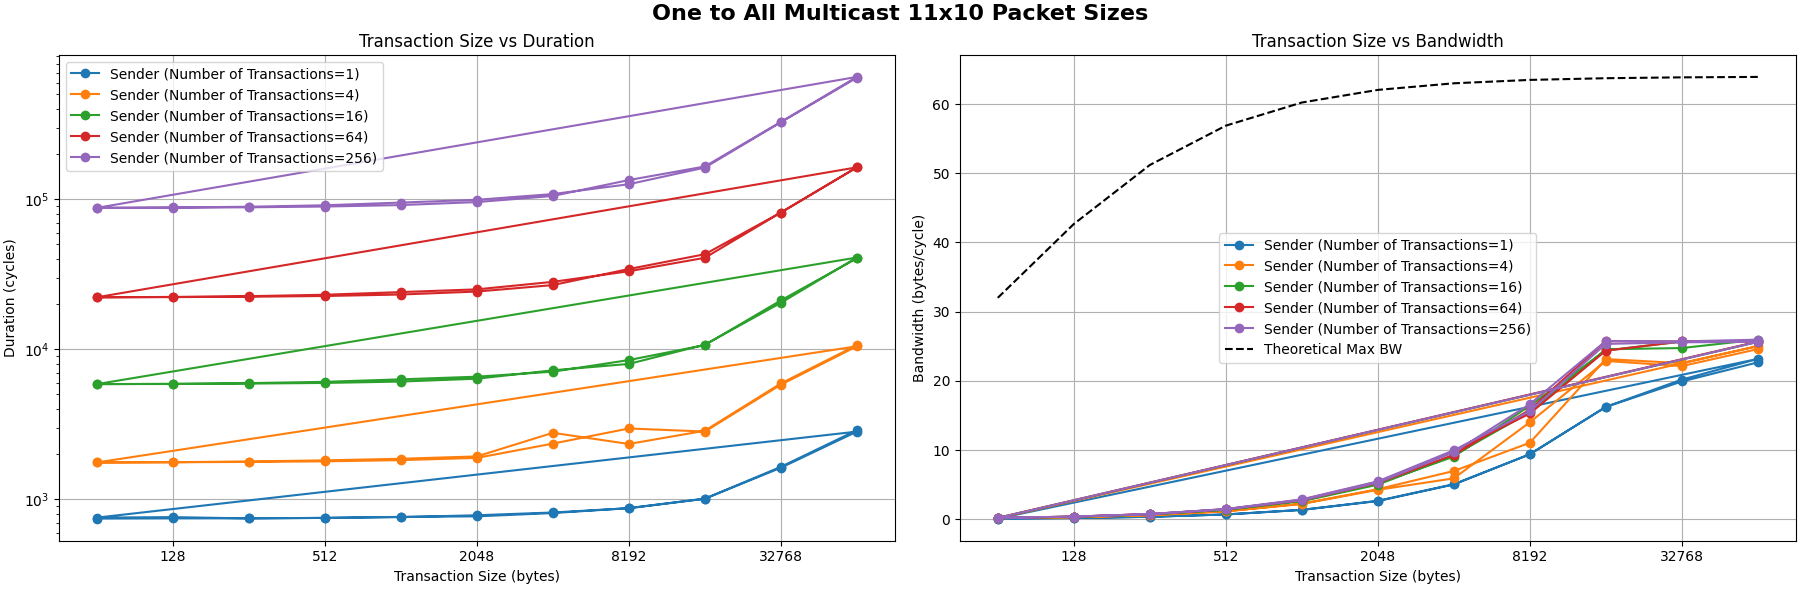 One to All Multicast 11x10 Packet Sizes
Transaction Size vs Duration
Sender (Number of Transactions=1)
Sender (Number of Transactions=4)
Sender (Number of Transactions=16)
Sender (Number of Transactions=64)
Sender (Number of Transactions=256)
Duration (cycles)
10^5
10^4
10^3
128 512 2048 8192 32768
Transaction Size (bytes)
Transaction Size vs Bandwidth
Bandwidth (bytes/cycle)
60
50
40
30
20
10
0
Sender (Number of Transactions=1)
Sender (Number of Transactions=4)
Sender (Number of Transactions=16)
Sender (Number of Transactions=64)
Sender (Number of Transactions=256)
Theoretical Max BW
128 512 2048 8192 32768
Transaction Size (bytes)